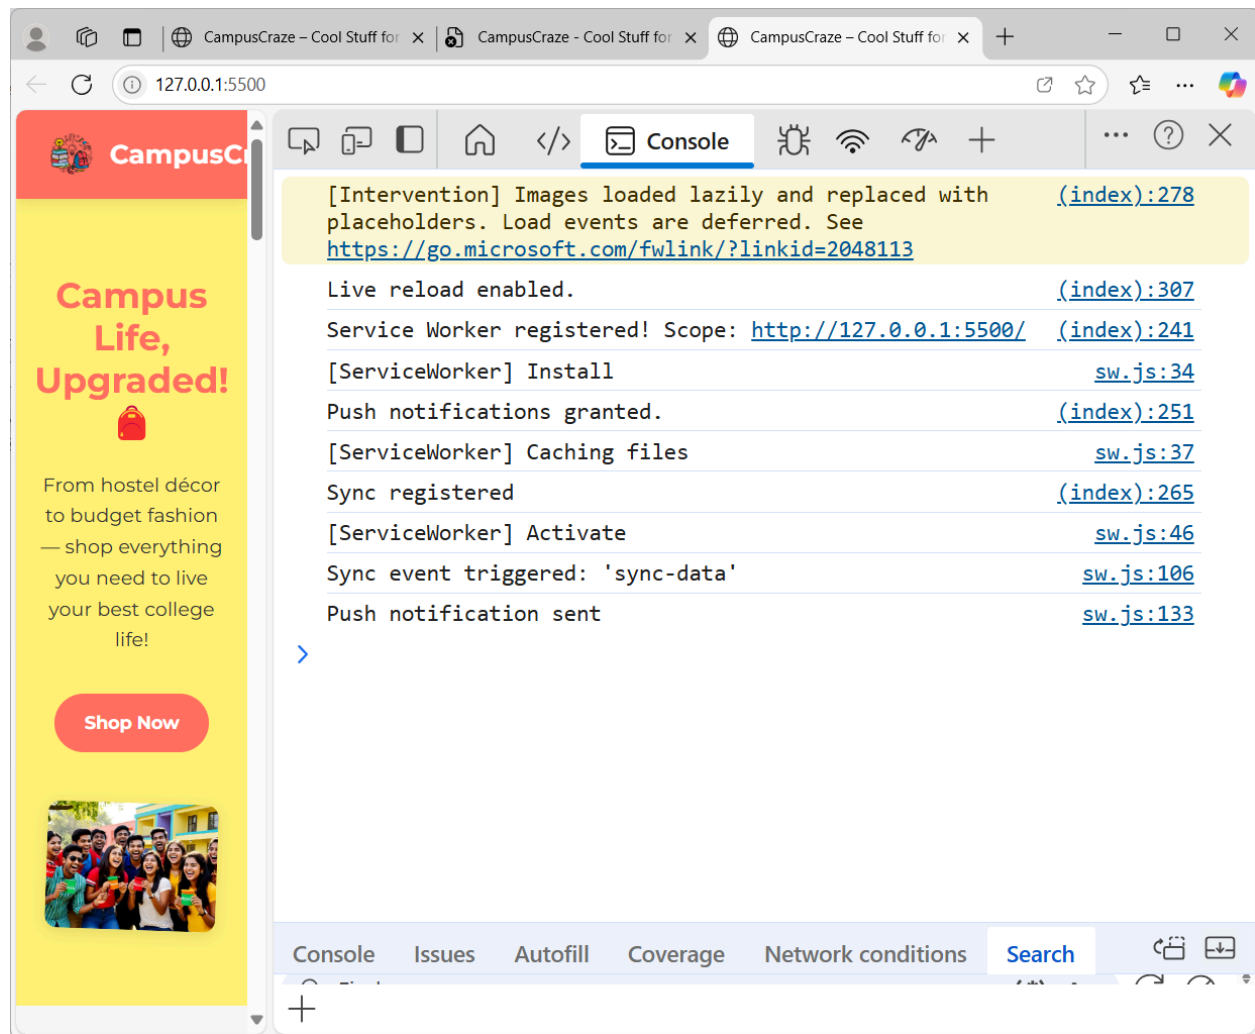 CampusCraze – Cool Stuff for
CampusCraze - Cool Stuff for
CampusCraze – Cool Stuff for
127.0.0.1:5500
CampusCr
Campus
Life,
Upgraded!
From hostel décor
to budget fashion
— shop everything
you need to live
your best college
life!
Shop Now
Console
[Intervention] Images loaded lazily and replaced with (index):278
placeholders. Load events are deferred. See
https://go.microsoft.com/fwlink/?linkid=2048113
Live reload enabled. (index):307
Service Worker registered! Scope: http://127.0.0.1:5500/ (index):241
[ServiceWorker] Install sw.js:34
Push notifications granted. (index):251
[ServiceWorker] Caching files sw.js:37
Sync registered (index):265
[ServiceWorker] Activate sw.js:46
Sync event triggered: 'sync-data' sw.js:106
Push notification sent sw.js:133
Console Issues Autofill Coverage Network conditions Search